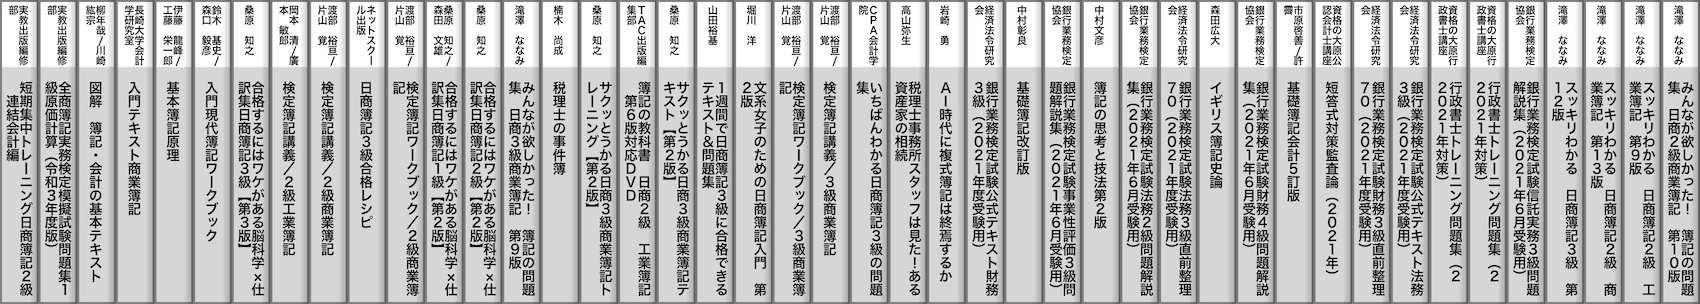 滝澤 ななみ
みんなが欲しかった! 簿記の問題
集 日商2級商業簿記 第10版
滝澤 ななみ
スッキリわかる 日商簿記2級 工
業簿記 第9版
滝澤 ななみ
スッキリわかる 日商簿記2級 商
業簿記 第13版
滝澤 ななみ
スッキリわかる 日商簿記3級 第
12版
銀行業務検定
協会
銀行業務検定試験信託実務3級問題
解説集(2021年6月受験用)
資格の大原行
政書士講座
行政書士トレーニング問題集(2
2021年対策)
資格の大原行
政書士講座
行政書士トレーニング問題集(2
2021年対策)
経済法令研究
会
銀行業務検定試験公式テキスト法務
3級(2021年度受験用)
経済法令研究
会
銀行業務検定試験財務3級直前整理
70(2021年度受験用)
資格の大原公
認会計士講座
短答式対策監査論(2021年)
市原啓善/許
霽
基礎簿記会計5訂版
銀行業務検定
協会
銀行業務検定試験財務4級問題解説
集(2021年6月受験用)
森田広大
イギリス簿記史論
経済法令研究
会
銀行業務検定試験法務3級直前整理
70(2021年度受験用)
銀行業務検定
協会
銀行業務検定試験法務2級問題解説
集(2021年6月受験用)
中村文彦
簿記の思考と技法第2版
銀行業務検定
協会
銀行業務検定試験事業性評価3級問
題解説集(2021年6月受験用)
中村彰良
基礎簿記改訂版
経済法令研究
会
銀行業務検定試験公式テキスト財務
3級(2021年度受験用)
岩崎 勇
AI時代に複式簿記は終焉するか
高山弥生
税理士事務所スタッフは見た!ある
資産家の相続
CPA会計学
院
いちばんわかる日商簿記3級の問題
集
渡部 裕亘/
片山 覚
検定簿記講義/3級商業簿記
渡部 裕亘/
片山 覚
検定簿記ワークブック/3級商業簿
記
堀川 洋
文系女子のための日商簿記入門 第
2版
山田裕基
1週間で日商簿記3級に合格できる
テキスト&問題集
桑原 知之
サクッとうかる日商3級商業簿記テ
キスト【第2版】
TAC出版編
集部
簿記の教科書 日商2級 工業簿記
第6版対応DVD
桑原 知之
サクッとうかる日商3級商業簿記ト
レーニング【第2版】
楠木 尚成
税理士の事件簿
滝澤 ななみ
みんなが欲しかった! 簿記の問題
集 日商3級商業簿記 第9版
桑原 知之
合格するにはワケがある脳科学×仕
訳集日商簿記2級【第2版】
桑原 知之/
森田 文雄
合格するにはワケがある脳科学×仕
訳集日商簿記1級【第2版】
渡部 裕亘/
片山 覚
検定簿記ワークブック/2級商業簿
記
ネットスクー
ル出版
日商簿記3級合格レシピ
渡部 裕亘/
片山 覚
検定簿記講義/2級商業簿記
岡本 清/廣
本 敏郎
検定簿記講義/2級工業簿記
桑原 知之
合格するにはワケがある脳科学×仕
訳集日商簿記3級【第3版】
鈴木 基史/
森口 毅彦
入門現代簿記ワークブック
伊藤 龍峰/
工藤 栄一郎
基本簿記原理
長崎大学会計
学研究室
入門テキスト商業簿記
柳年哉/川崎
紘宗
図解 簿記・会計の基本テキスト
実教出版編修
部
全商簿記実務検定模擬試験問題集1
級原価計算(令和3年度版)
実教出版編修
部
短期集中トレーニング日商簿記2級
連結会計編